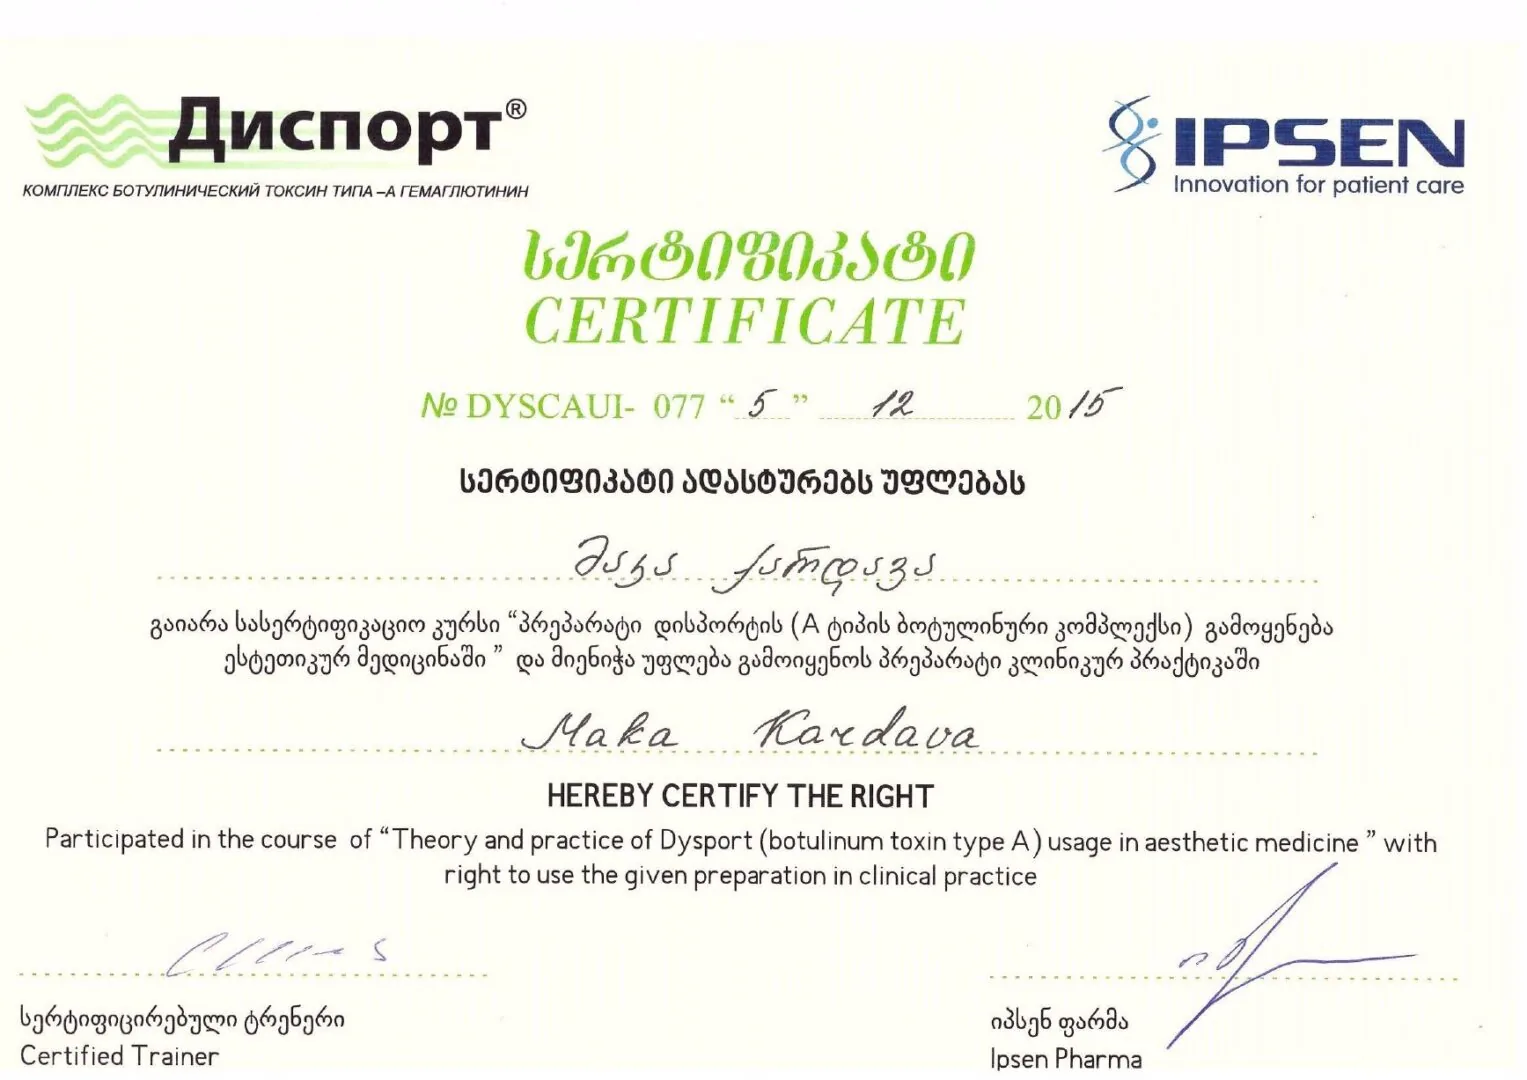 Диспорт®
КОМПЛЕКС БОТУЛИНИЧЕСКИЙ ТОКСИН ТИПА –А ГЕМАГЛЮТИНИН
IPSEN
Innovation for patient care
სერტიფიკატი
CERTIFICATE
№ DYSCAUI- 077 “ 5 ” 12 2015
სერტიფიკატი ადასტურებს უფლებას
მაკა ქარდავა
გაიარა სასერტიფიკაციო კურსი “პრეპარატი დისპორტის (A ტიპის ბოტულინური კომპლექსი) გამოყენება
ესტეთიკურ მედიცინაში ” და მიენიჭა უფლება გამოიყენოს პრეპარატი კლინიკურ პრაქტიკაში
Maka Kardava
HEREBY CERTIFY THE RIGHT
Participated in the course of “Theory and practice of Dysport (botulinum toxin type A) usage in aesthetic medicine ” with
right to use the given preparation in clinical practice
სერტიფიცირებული ტრენერი
Certified Trainer
იპსენ ფარმა
Ipsen Pharma